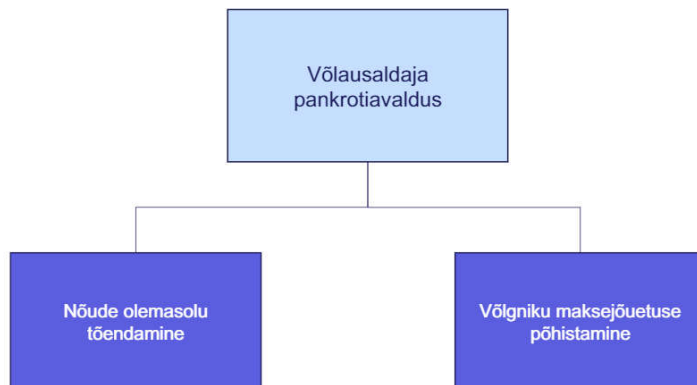 Võlausaldaja
pankrotiavaldus
Nõude olemasolu
tõendamine
Võlgniku maksejõuetuse
põhistamine